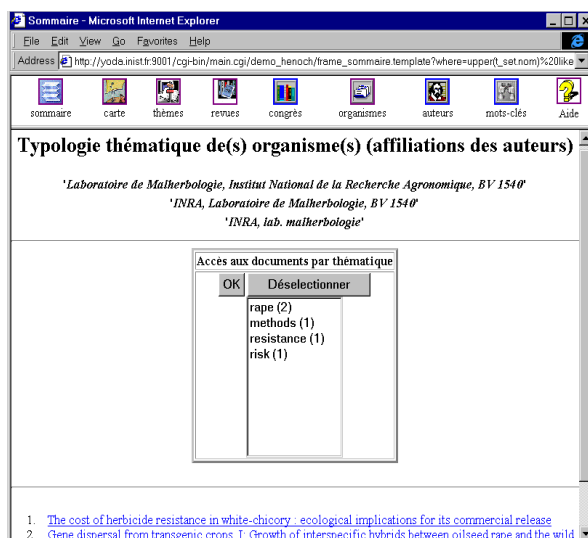 Sommaire - Microsoft Internet Explorer
File Edit View Go Favorites Help
Address http://yoda.inist.fr:9001/cgi-bin/main.cgi/demo_henoch/frame_sommaire.template?where=upper(t_set.nom)%20like
sommaire carte thèmes revues congrès organismes auteurs mots-clés Aide
Typologie thématique de(s) organisme(s) (affiliations des auteurs)
'Laboratoire de Malherbologie, Institut National de la Recherche Agronomique, BV 1540'
'INRA, Laboratoire de Malherbologie, BV 1540'
'INRA, lab. malherbologie'
Accès aux documents par thématique
OK Déselectionner
rape (2)
methods (1)
resistance (1)
risk (1)
1. The cost of herbicide resistance in white-chicory : ecological implications for its commercial release
2. Gene dispersal from transgenic crops. I: Growth of interspecific hybrids between oilseed rape and the wild